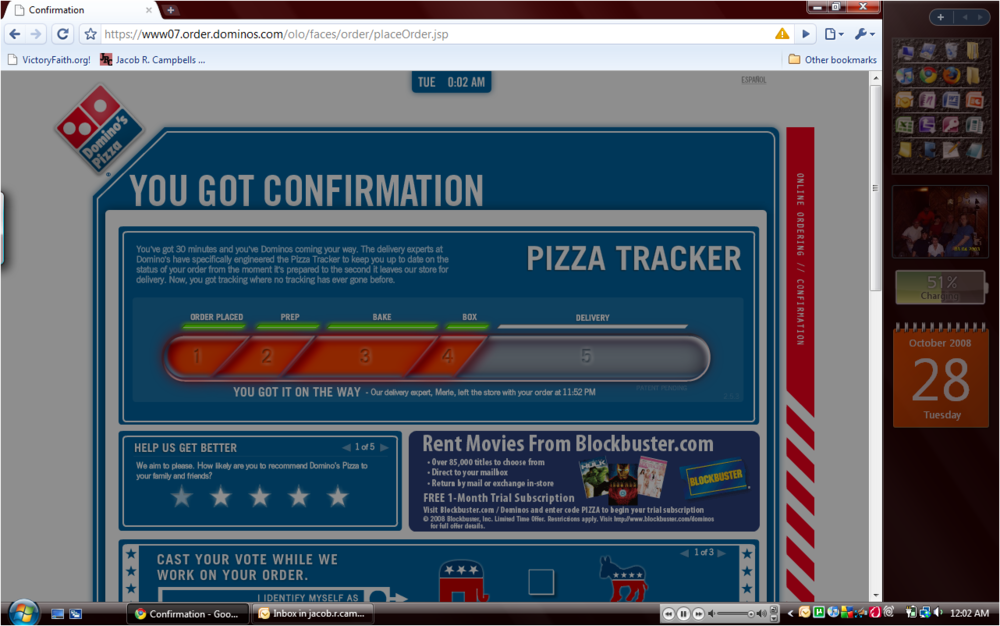 Confirmation
https://www07.order.dominos.com/olo/faces/order/placeOrder.jsp
VictoryFaith.org!
Jacob R. Campbells ...
Other bookmarks
TUE 0:02 AM
ESPAÑOL
Domino's
Pizza
YOU GOT CONFIRMATION
You've got 30 minutes and you've Dominos coming your way. The delivery experts at
Domino's have specifically engineered the Pizza Tracker to keep you up to date on the
status of your order from the moment it's prepared to the second it leaves our store for
delivery. Now, you got tracking where no tracking has ever gone before.
PIZZA TRACKER
ORDER PLACED PREP BAKE BOX DELIVERY
1 2 3 4 5
YOU GOT IT ON THE WAY - Our delivery expert, Merle, left the store with your order at 11:52 PM
PATENT PENDING
ONLINE ORDERING // CONFIRMATION
HELP US GET BETTER
1 of 5
We aim to please. How likely are you to recommend Domino's Pizza to
your family and friends?
Rent Movies From Blockbuster.com
• Over 85,000 titles to choose from
• Direct to your mailbox
• Return by mail or exchange in-store
FREE 1-Month Trial Subscription
Visit Blockbuster.com / Dominos and enter code PIZZA to begin your trial subscription
© 2008 Blockbuster, Inc. Limited Time Offer. Restrictions apply. Visit http://www.blockbuster.com/dominos
for full offer details.
BLOCKBUSTER
CAST YOUR VOTE WHILE WE
WORK ON YOUR ORDER.
1 of 3
I IDENTIFY MYSELF AS
51%
Charging
October 2008
28
Tuesday
Confirmation - Goo...
Inbox in jacob.r.cam...
12:02 AM